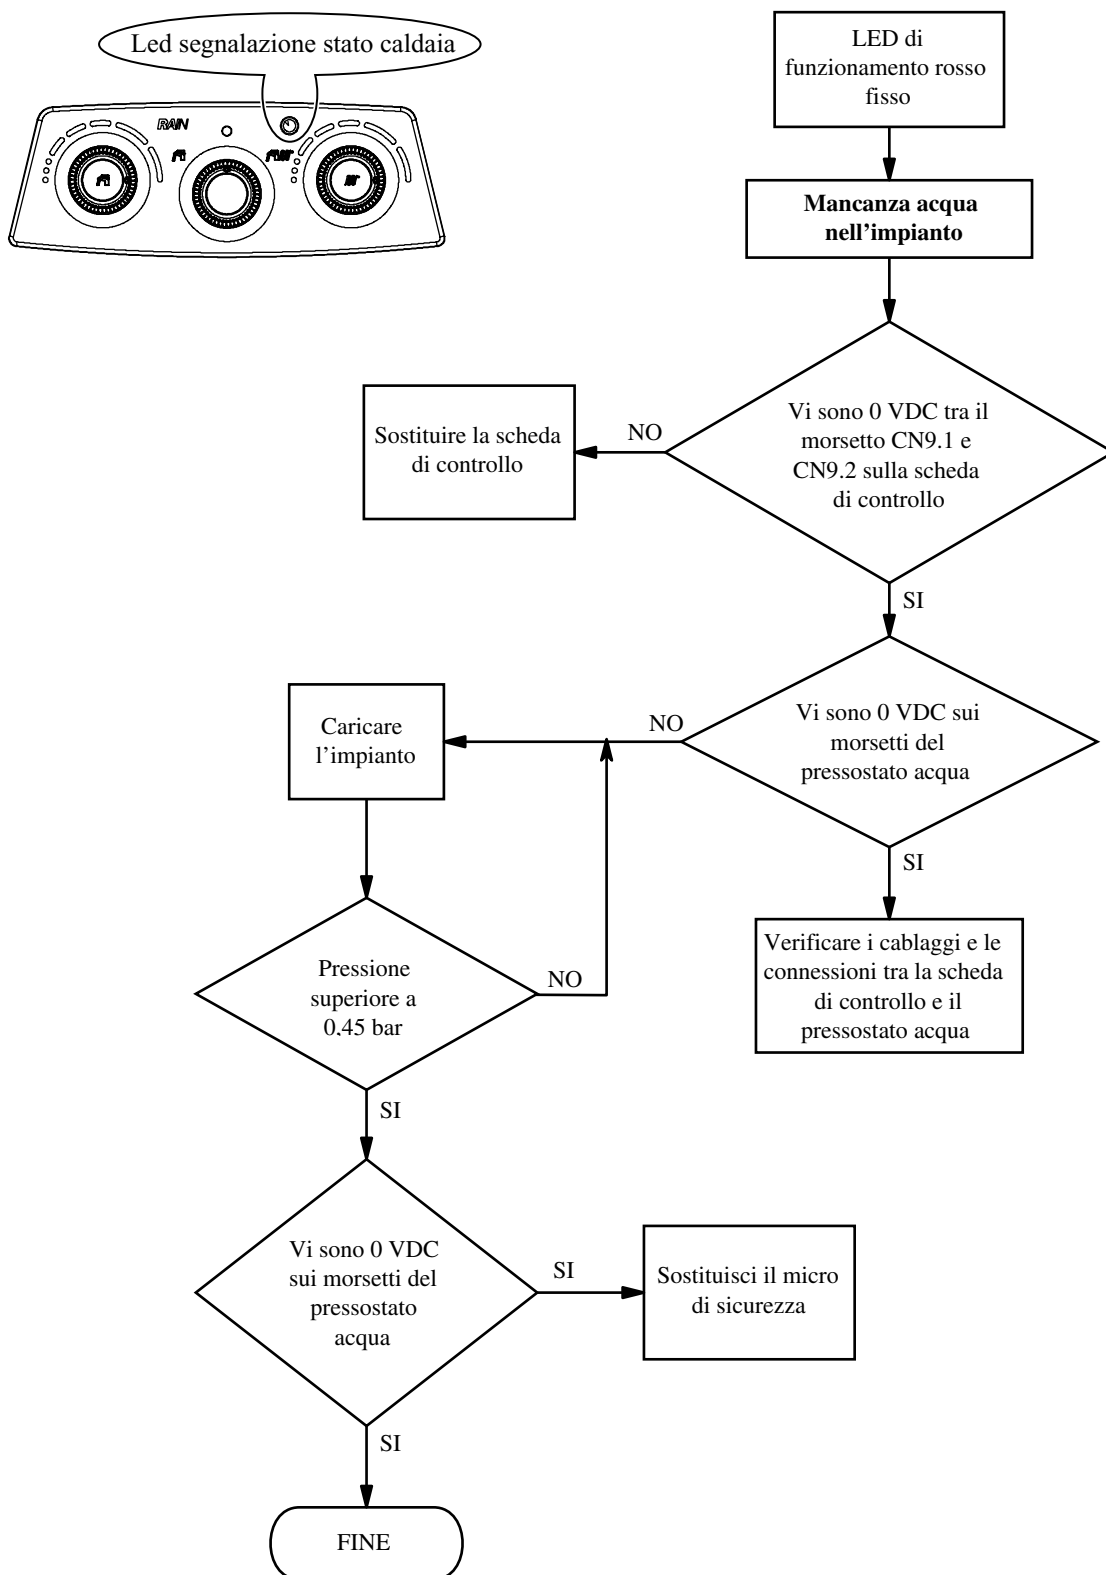 Led segnalazione stato caldaia
RAIN
LED di
funzionamento rosso
fisso
Mancanza acqua
nell'impianto
Vi sono 0 VDC tra il
morsetto CN9.1 e
CN9.2 sulla scheda
di controllo
NO
Sostituire la scheda
di controllo
SI
Vi sono 0 VDC sui
morsetti del
pressostato acqua
NO
Caricare
l'impianto
SI
Verificare i cablaggi e le
connessioni tra la scheda
di controllo e il
pressostato acqua
Pressione
superiore a
0,45 bar
NO
SI
Vi sono 0 VDC
sui morsetti del
pressostato
acqua
SI
Sostituisci il micro
di sicurezza
SI
FINE